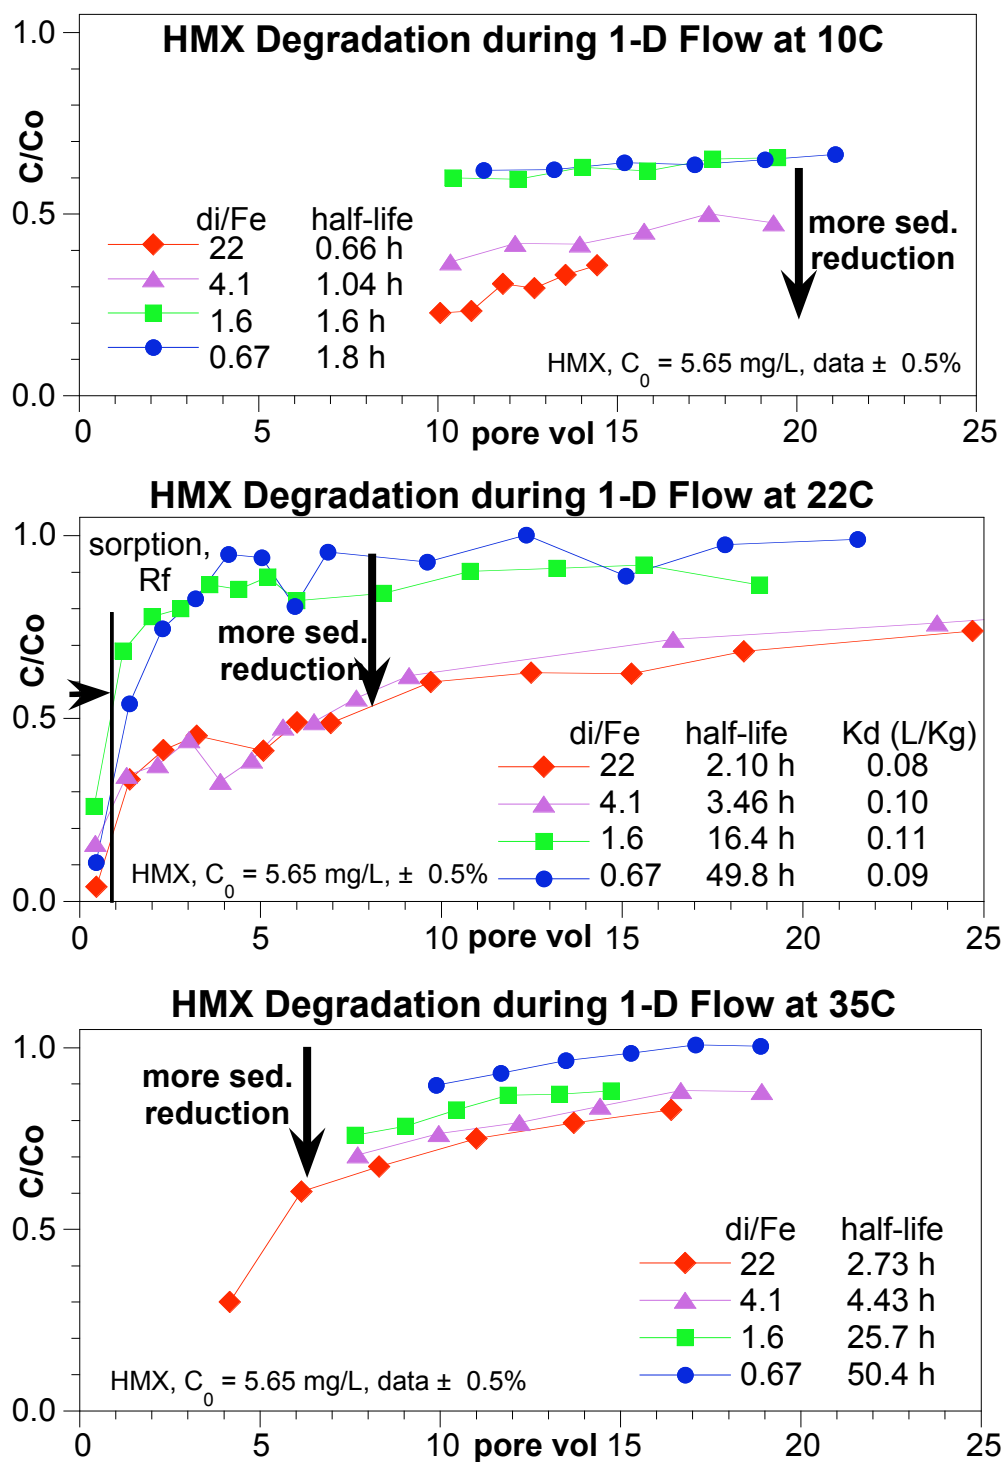 HMX Degradation during 1-D Flow at 10C
1.0
C/Co
0.5
0.0
di/Fe half-life
22 0.66 h
4.1 1.04 h
1.6 1.6 h
0.67 1.8 h
more sed.
reduction
HMX, C0 = 5.65 mg/L, data ± 0.5%
0 5 10 15 20 25
pore vol
HMX Degradation during 1-D Flow at 22C
1.0
C/Co
0.5
0.0
sorption,
Rf
more sed.
reduction
di/Fe half-life Kd (L/Kg)
22 2.10 h 0.08
4.1 3.46 h 0.10
1.6 16.4 h 0.11
0.67 49.8 h 0.09
HMX, C0 = 5.65 mg/L, ± 0.5%
0 5 10 15 20 25
pore vol
HMX Degradation during 1-D Flow at 35C
1.0
C/Co
0.5
0.0
more sed.
reduction
di/Fe half-life
22 2.73 h
4.1 4.43 h
1.6 25.7 h
0.67 50.4 h
HMX, C0 = 5.65 mg/L, data ± 0.5%
0 5 10 15 20 25
pore vol